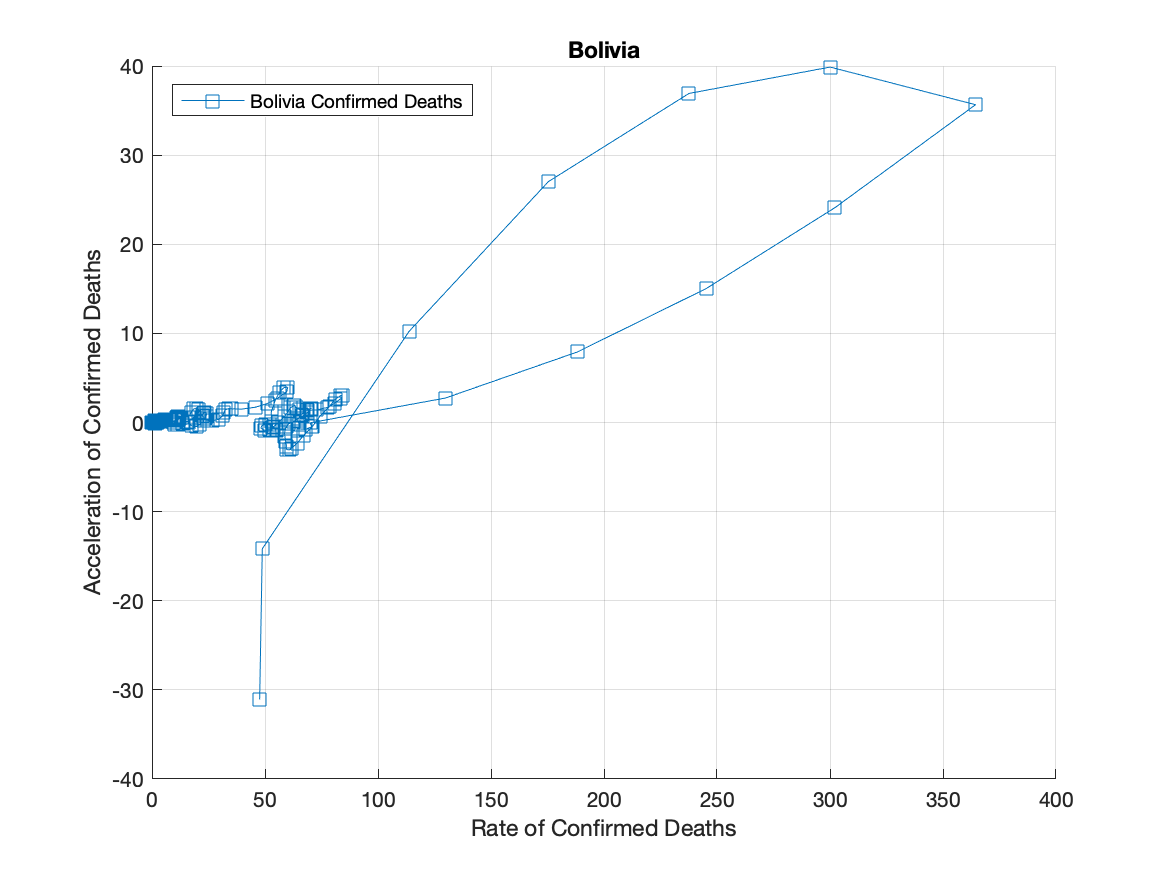 Bolivia
Bolivia Confirmed Deaths
Acceleration of Confirmed Deaths
40
30
20
10
0
-10
-20
-30
-40
0 50 100 150 200 250 300 350 400
Rate of Confirmed Deaths